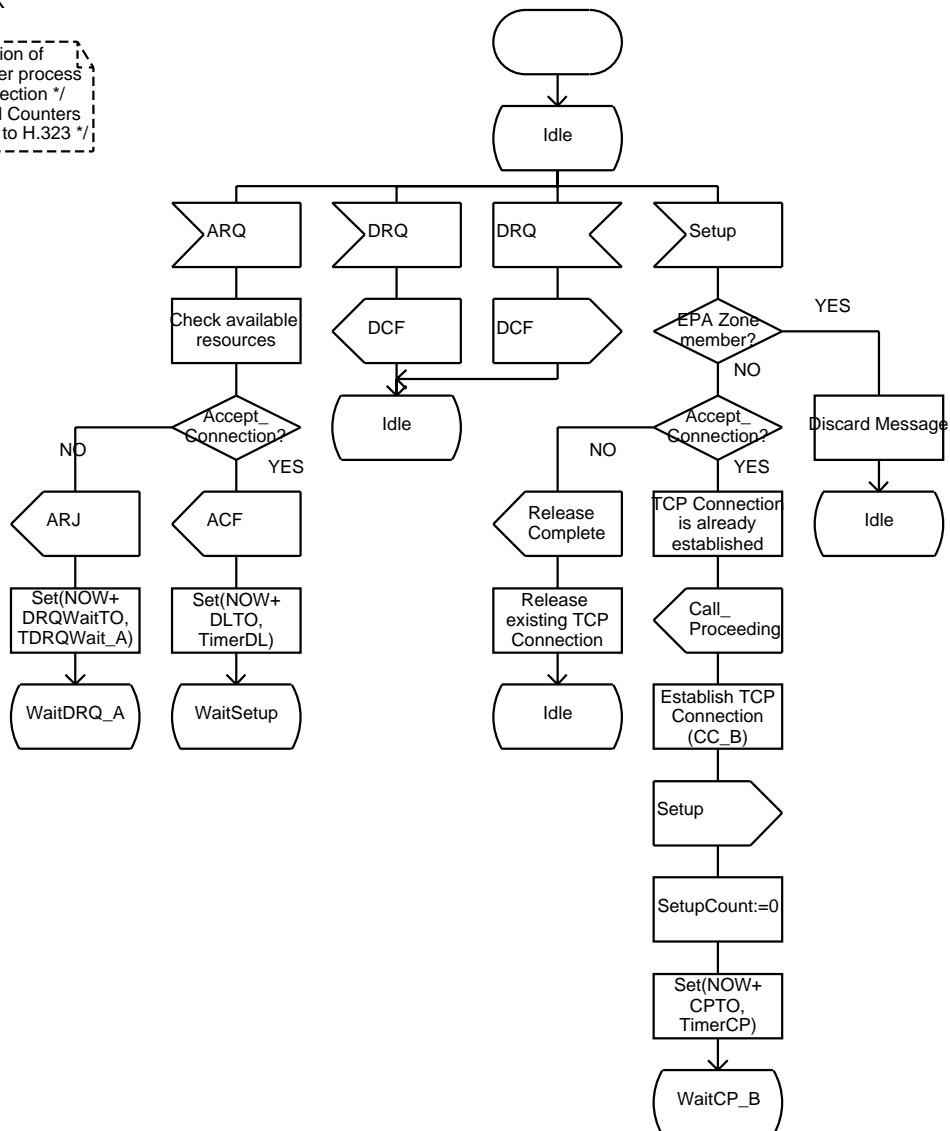 ion of
er process
ection */
l Counters
to H.323 */
Idle
ARQ
DRQ
DRQ
Setup
Check available
resources
DCF
DCF
EPA Zone
member?
YES
NO
Accept_
Connection?
NO
YES
Idle
Accept_
Connection?
NO
YES
Discard Message
ARJ
ACF
Release
Complete
TCP Connection
is already
established
Idle
Set(NOW+
DRQWaitTO,
TDRQWait_A)
Set(NOW+
DLTO,
TimerDL)
Release
existing TCP
Connection
Call_
Proceeding
WaitDRQ_A
WaitSetup
Idle
Establish TCP
Connection
(CC_B)
Setup
SetupCount:=0
Set(NOW+
CPTO,
TimerCP)
WaitCP_B